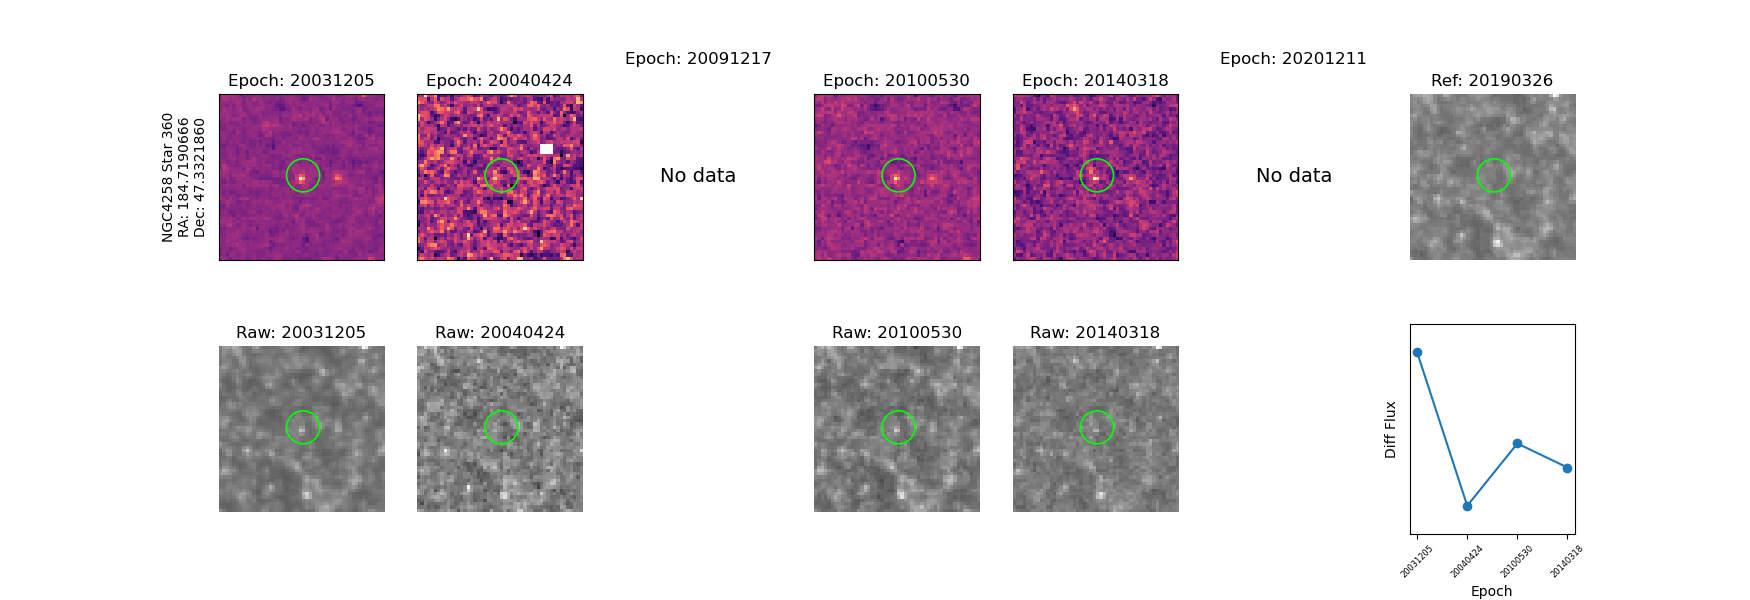 Epoch: 20091217
Epoch: 20201211
Epoch: 20031205
Epoch: 20040424
Epoch: 20100530
Epoch: 20140318
Ref: 20190326
NGC4258 Star 360
RA: 184.7190666
Dec: 47.3321860
No data
No data
Raw: 20031205
Raw: 20040424
Raw: 20100530
Raw: 20140318
Diff Flux
20031205
20040424
20100530
20140318
Epoch